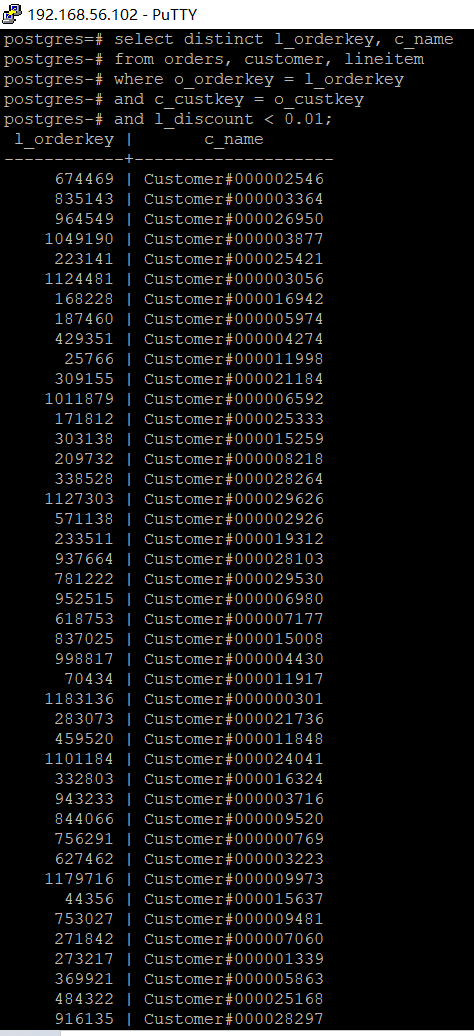 192.168.56.102 - PuTTY
postgres=# select distinct l_orderkey, c_name
postgres-# from orders, customer, lineitem
postgres-# where o_orderkey = l_orderkey
postgres-# and c_custkey = o_custkey
postgres-# and l_discount < 0.01;
 l_orderkey |       c_name
------------+--------------------
     674469 | Customer#000002546
     835143 | Customer#000003364
     964549 | Customer#000026950
    1049190 | Customer#000003877
     223141 | Customer#000025421
    1124481 | Customer#000003056
     168228 | Customer#000016942
     187460 | Customer#000005974
     429351 | Customer#000004274
      25766 | Customer#000011998
     309155 | Customer#000021184
    1011879 | Customer#000006592
     171812 | Customer#000025333
     303138 | Customer#000015259
     209732 | Customer#000008218
     338528 | Customer#000028264
    1127303 | Customer#000029626
     571138 | Customer#000002926
     233511 | Customer#000019312
     937664 | Customer#000028103
     781222 | Customer#000029530
     952515 | Customer#000006980
     618753 | Customer#000007177
     837025 | Customer#000015008
     998817 | Customer#000004430
      70434 | Customer#000011917
    1183136 | Customer#000000301
     283073 | Customer#000021736
     459520 | Customer#000011848
    1101184 | Customer#000024041
     332803 | Customer#000016324
     943233 | Customer#000003716
     844066 | Customer#000009520
     756291 | Customer#000000769
     627462 | Customer#000003223
    1179716 | Customer#000009973
      44356 | Customer#000015637
     753027 | Customer#000009481
     271842 | Customer#000007060
     273217 | Customer#000001339
     369921 | Customer#000005863
     484322 | Customer#000025168
     916135 | Customer#000028297